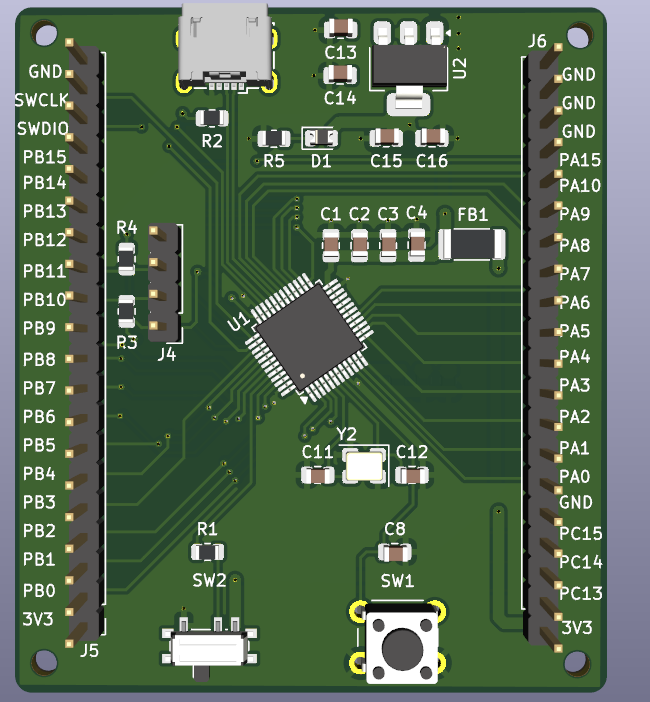 J6
C13
U2
GND
GND
C14
SWCLK
GND
SWDIO
R2
GND
PB15
R5
D1
C15
C16
PA15
PB14
PA10
PB13
C1
C2
C3
C4
FB1
PA9
R4
PB12
PA8
PB11
PA7
PB10
PA6
PB9
U1
PA5
R3
PB8
J4
PA4
PB7
PA3
PB6
PA2
Y2
PB5
C11
C12
PA1
PB4
PA0
PB3
GND
PB2
R1
C8
PC15
PB1
PC14
SW2
SW1
PB0
PC13
3V3
3V3
J5